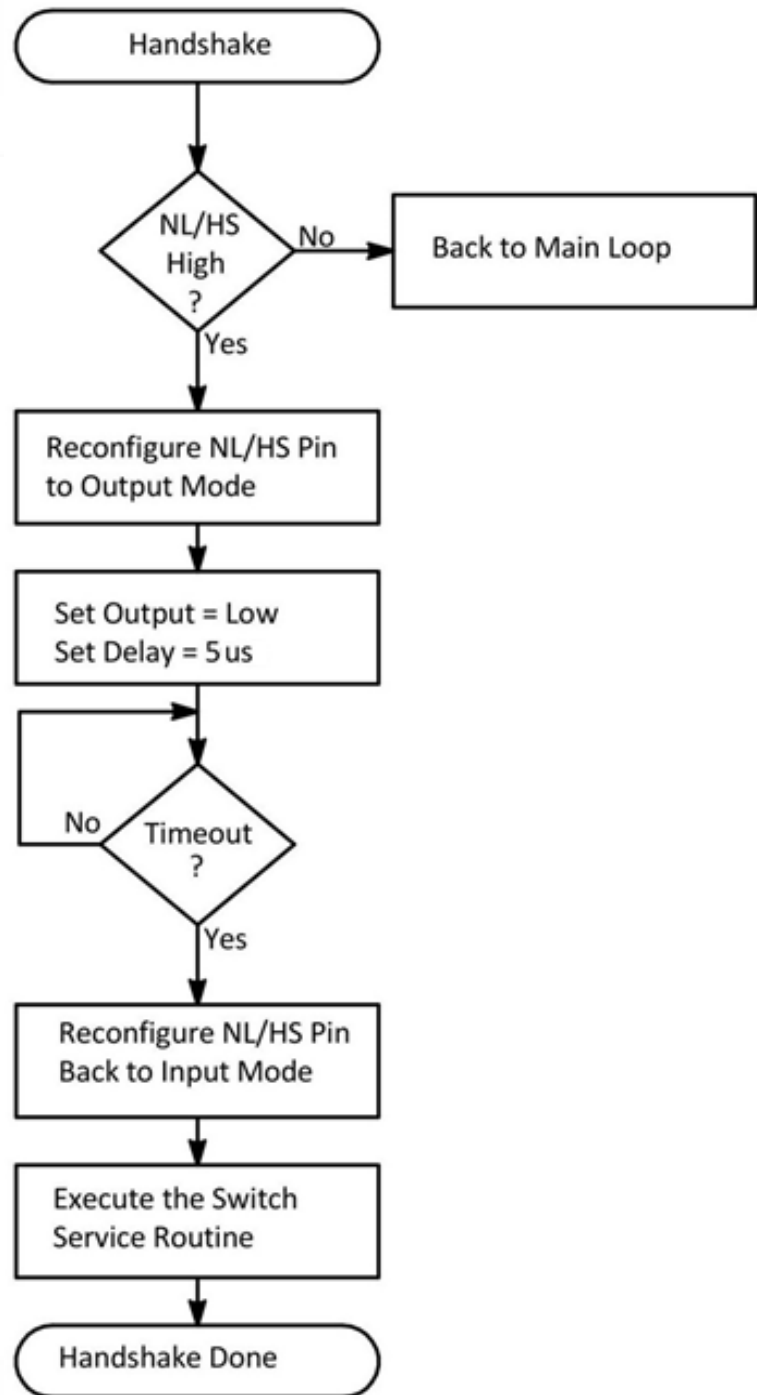 Handshake
NL/HS
High
?
No
Back to Main Loop
Yes
Reconfigure NL/HS Pin
to Output Mode
Set Output = Low
Set Delay = 5us
No
Timeout
?
Yes
Reconfigure NL/HS Pin
Back to Input Mode
Execute the Switch
Service Routine
Handshake Done